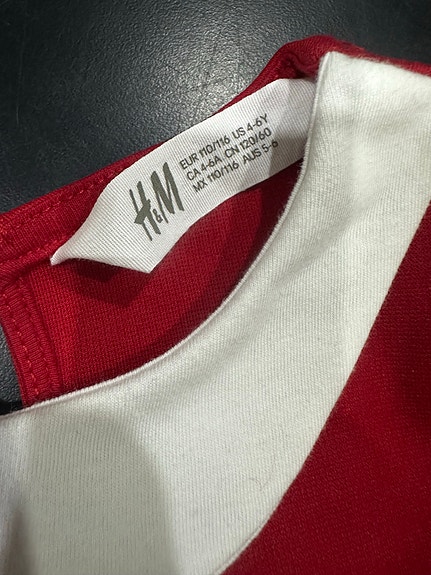 H&M
EUR 110/116 US 4-6Y
CA 4-6A CN 120/60
MX 110/116 AUS 5-6